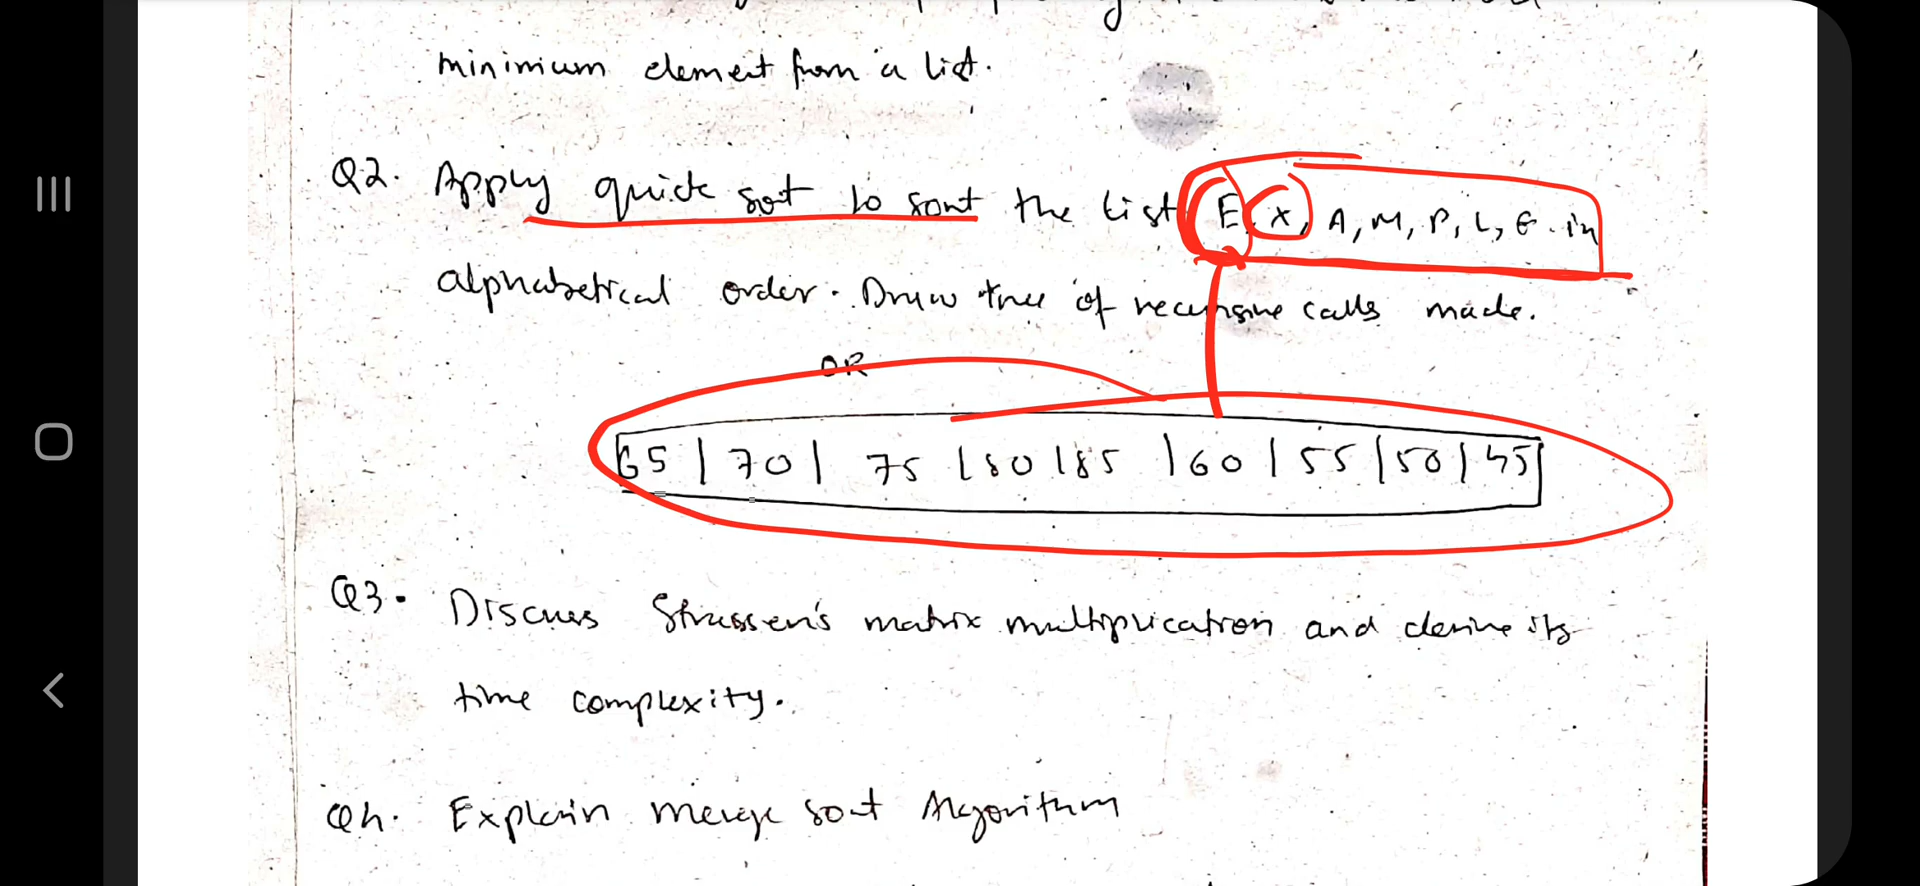 minimum element from a list.
Q2. Apply quick sort to sort the list E, X, A, M, P, L, E in
alphabetical order. Draw tree of recursive calls made.
OR
65 | 70 | 75 | 80 | 85 | 60 | 55 | 50 | 45
Q3. Discuss Strassen's matrix multiplication and derive its
time complexity.
Q4. Explain merge sort Algorithm